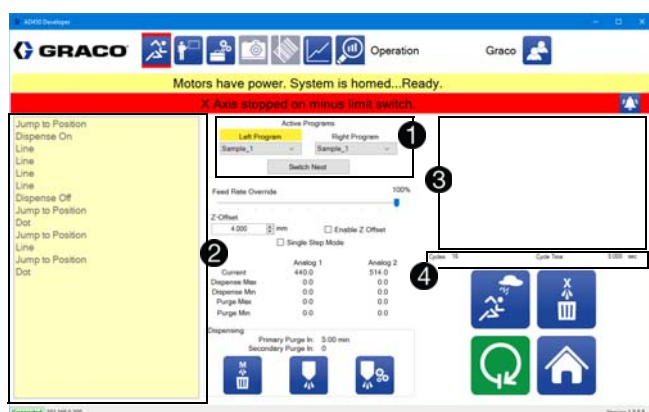 AD450 Developer
GRACO
Operation
Graco
Motors have power. System is homed...Ready.
X Axis stopped on minus limit switch.
Jump to Position
Dispense On
Line
Line
Line
Line
Dispense Off
Jump to Position
Dot
Jump to Position
Line
Jump to Position
Dot
Active Programs
Left Program Right Program
Sample_1 Sample_1
Switch Next
1
Feed Rate Override 100%
Z-Offset
4.000 mm Enable Z Offset
Single Step Mode
2
Analog 1 Analog 2
Current 440.0 514.0
Dispense Max 0.0 0.0
Dispense Min 0.0 0.0
Purge Max 0.0 0.0
Purge Min 0.0 0.0
Dispensing
Primary Purge In: 5.00 min
Secondary Purge In: 0
M
%
3
Cycles 16 Cycle Time 0.000 sec
4
X
Connected